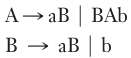 A → aB | BAb
B → aB | b